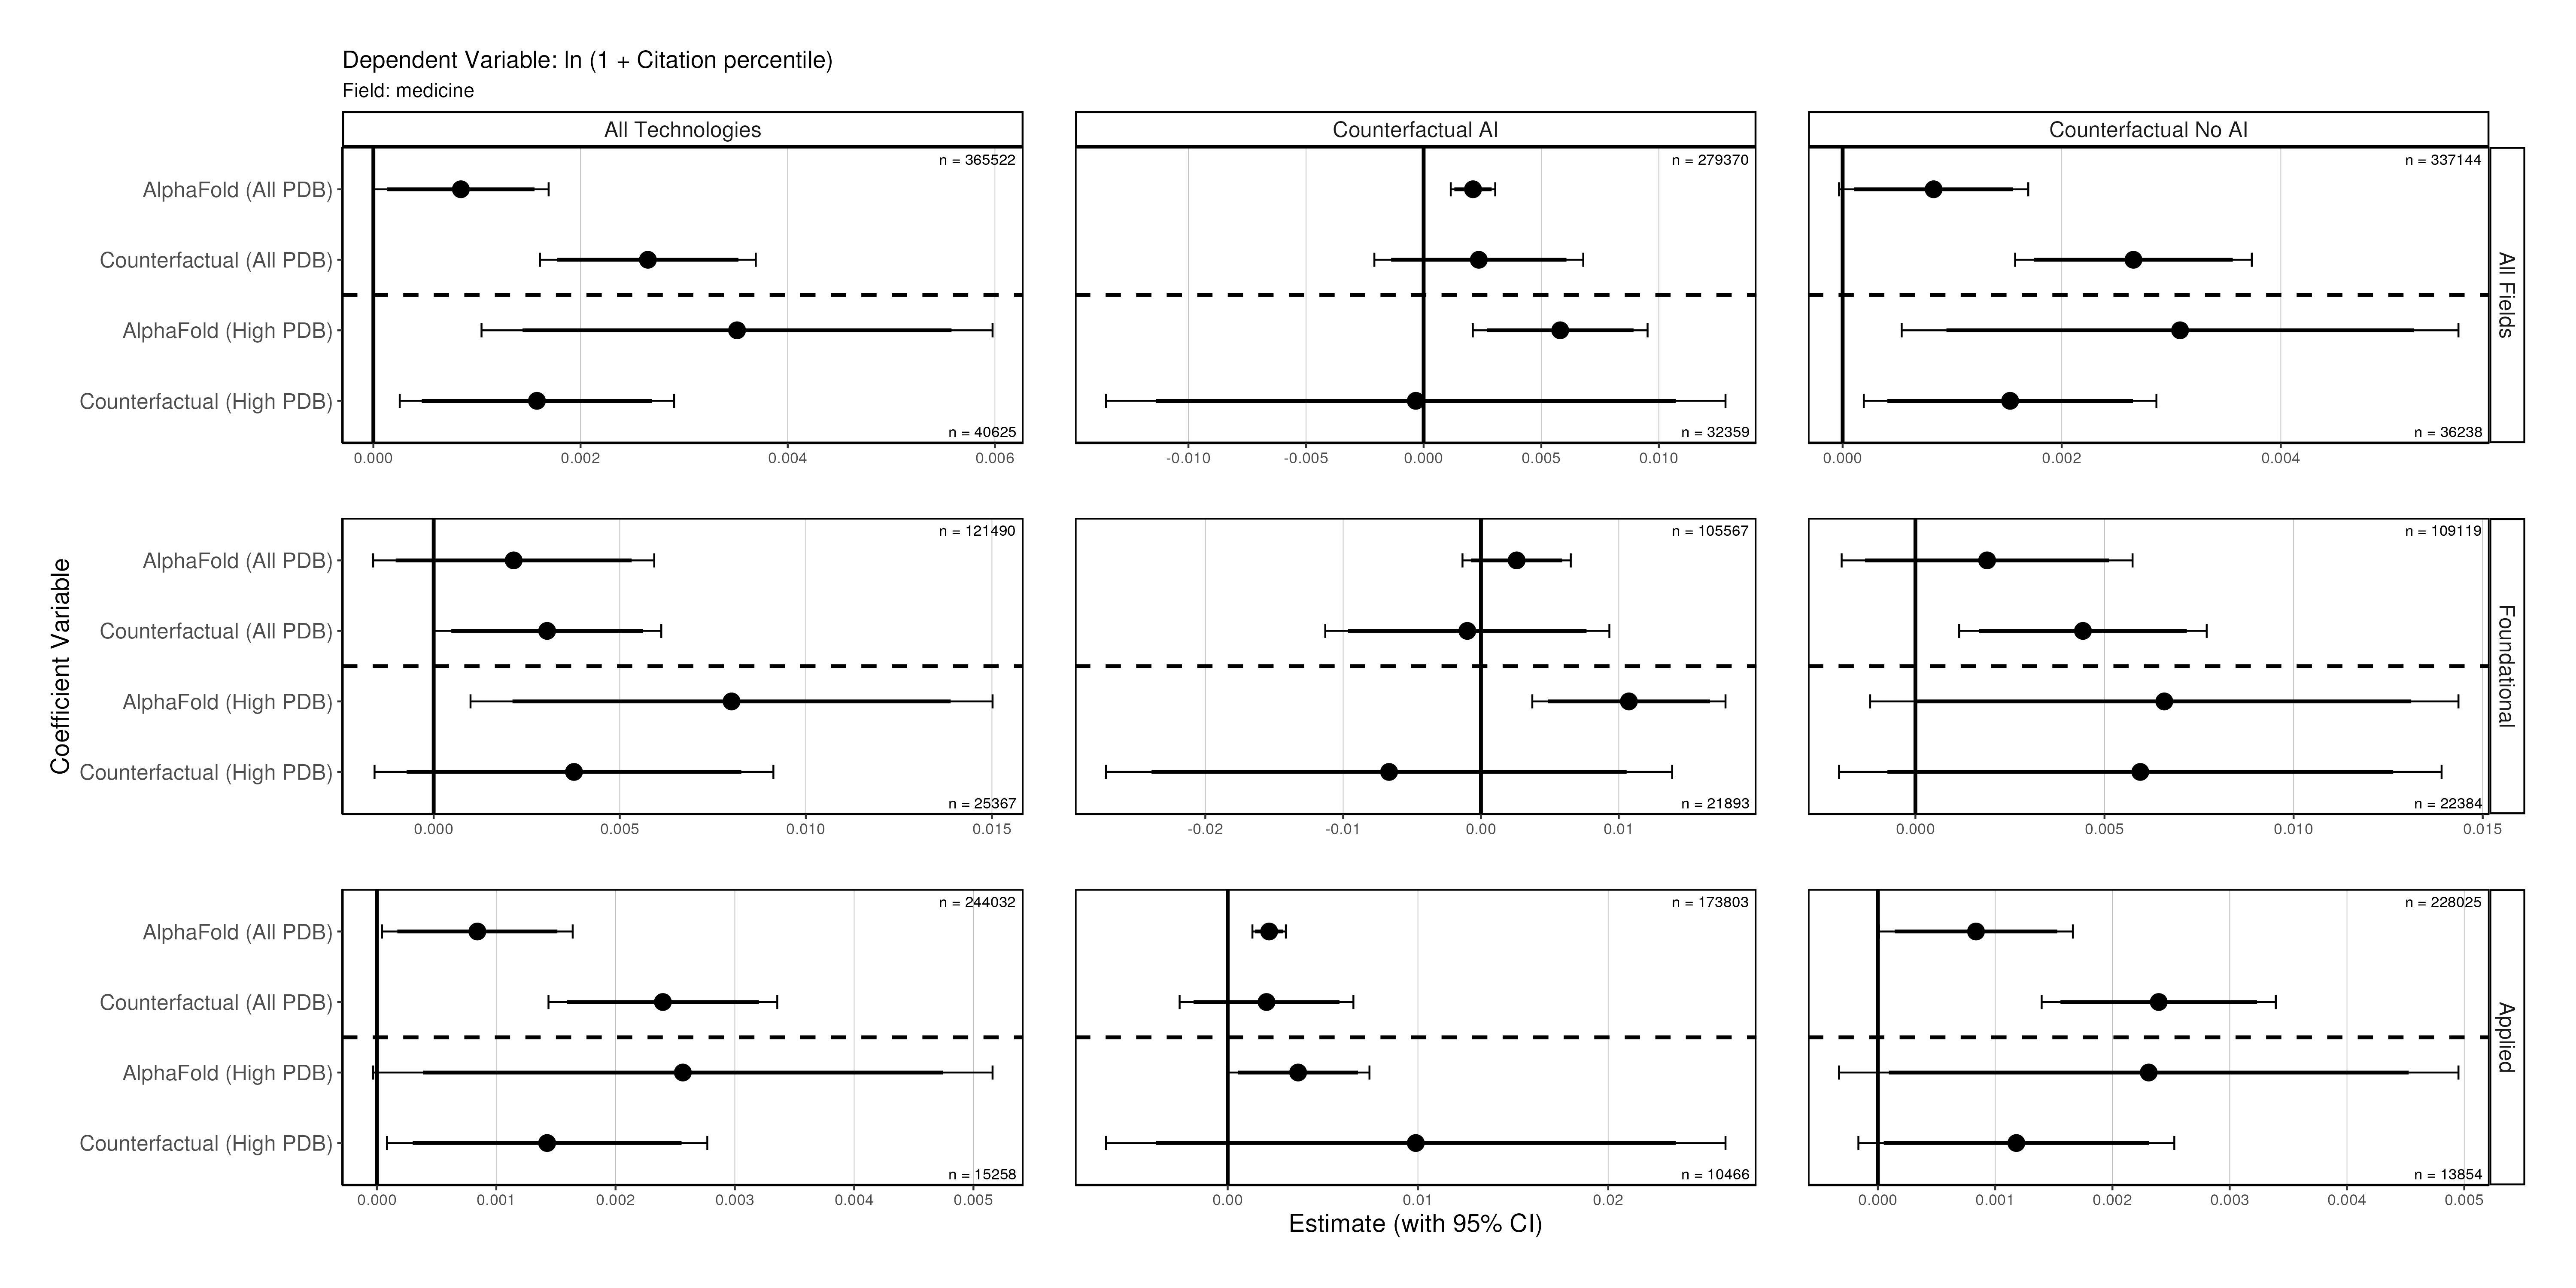 Dependent Variable: ln (1 + Citation percentile)
Field: medicine
All Technologies
Counterfactual AI
Counterfactual No AI
AlphaFold (All PDB)
Counterfactual (All PDB)
AlphaFold (High PDB)
Counterfactual (High PDB)
n = 365522
n = 40625
0.000 0.002 0.004 0.006
n = 279370
n = 32359
-0.010 -0.005 0.000 0.005 0.010
n = 337144
n = 36238
0.000 0.002 0.004
All Fields
Coefficient Variable
AlphaFold (All PDB)
Counterfactual (All PDB)
AlphaFold (High PDB)
Counterfactual (High PDB)
n = 121490
n = 25367
0.000 0.005 0.010 0.015
n = 105567
n = 21893
-0.02 -0.01 0.00 0.01
n = 109119
n = 22384
0.000 0.005 0.010 0.015
Foundational
AlphaFold (All PDB)
Counterfactual (All PDB)
AlphaFold (High PDB)
Counterfactual (High PDB)
n = 244032
n = 15258
0.000 0.001 0.002 0.003 0.004 0.005
n = 173803
n = 10466
0.00 0.01 0.02
n = 228025
n = 13854
0.000 0.001 0.002 0.003 0.004 0.005
Applied
Estimate (with 95% CI)